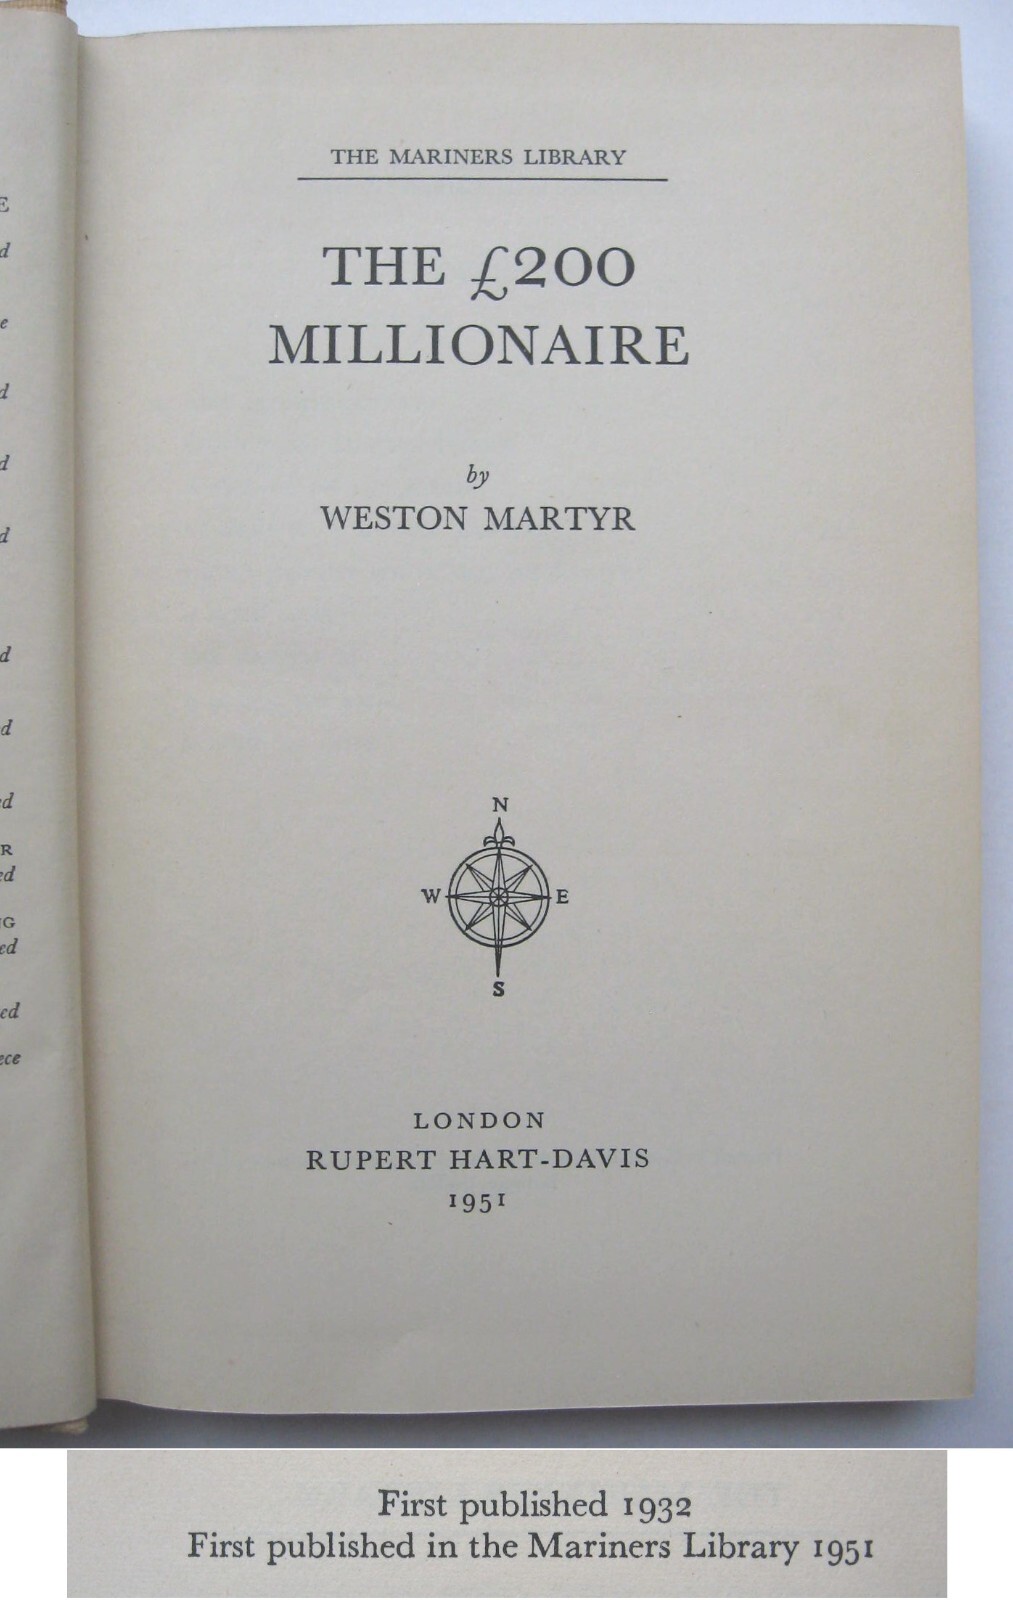 THE MARINERS LIBRARY
THE £200
MILLIONAIRE
by
WESTON MARTYR
N
W E
S
LONDON
RUPERT HART-DAVIS
1951
First published 1932
First published in the Mariners Library 1951